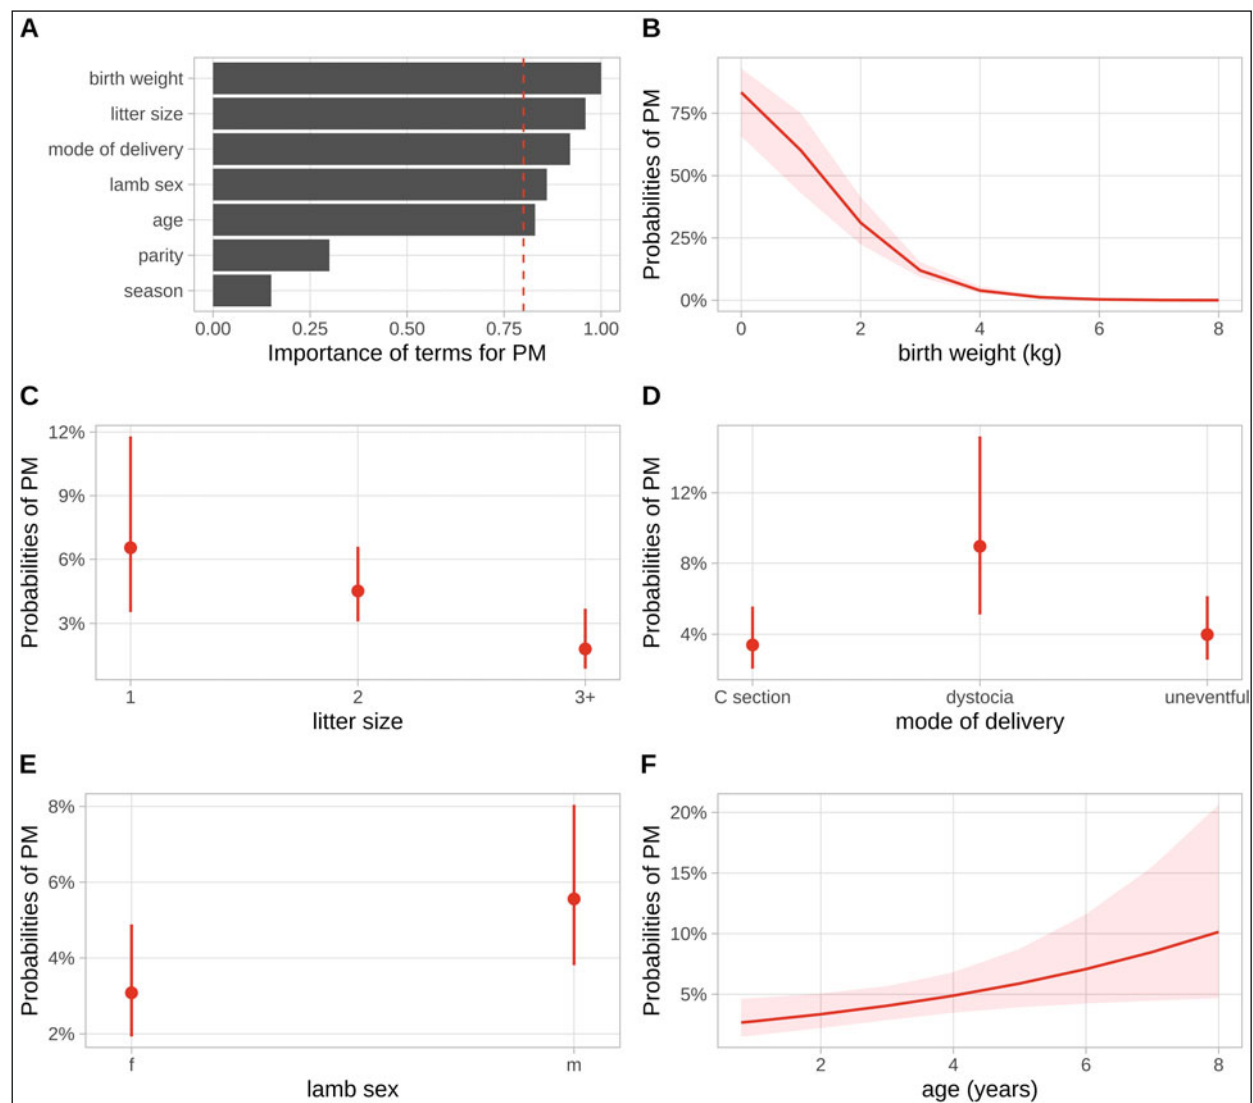 A
birth weight
litter size
mode of delivery
lamb sex
age
parity
season
0.00 0.25 0.50 0.75 1.00
Importance of terms for PM
B
Probabilities of PM
75%
50%
25%
0%
0 2 4 6 8
birth weight (kg)
C
Probabilities of PM
12%
9%
6%
3%
1 2 3+
litter size
D
Probabilities of PM
12%
8%
4%
C section dystocia uneventful
mode of delivery
E
Probabilities of PM
8%
6%
4%
2%
f m
lamb sex
F
Probabilities of PM
20%
15%
10%
5%
2 4 6 8
age (years)